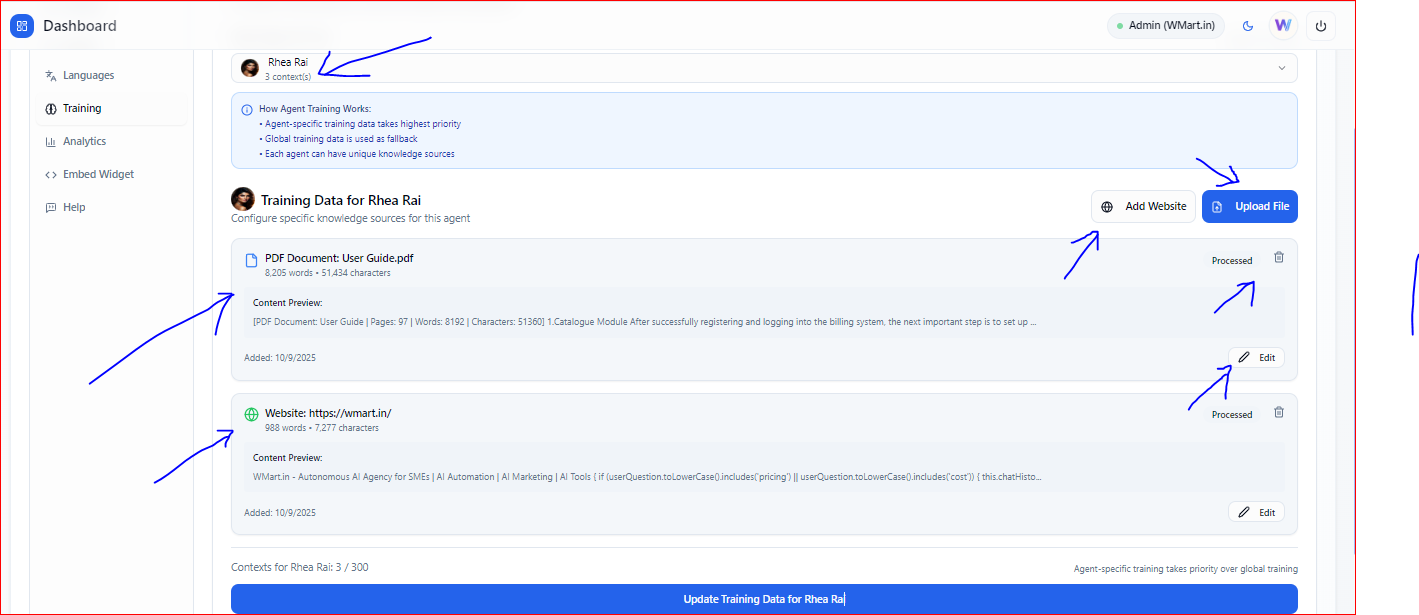 Dashboard
Admin (WMart.in)
W
Languages
Training
Analytics
Embed Widget
Help
Rhea Rai
3 context(s)
How Agent Training Works:
• Agent-specific training data takes highest priority
• Global training data is used as fallback
• Each agent can have unique knowledge sources
Training Data for Rhea Rai
Configure specific knowledge sources for this agent
Add Website
Upload File
PDF Document: User Guide.pdf
8,205 words • 51,434 characters
Processed
Content Preview:
[PDF Document: User Guide | Pages: 97 | Words: 8192 | Characters: 51360] 1.Catalogue Module After successfully registering and logging into the billing system, the next important step is to set up ...
Added: 10/9/2025
Edit
Website: https://wmart.in/
988 words • 7,277 characters
Processed
Content Preview:
WMart.in - Autonomous AI Agency for SMEs | AI Automation | AI Marketing | AI Tools { if (userQuestion.toLowerCase().includes('pricing') || userQuestion.toLowerCase().includes('cost')) { this.chatHisto...
Added: 10/9/2025
Edit
Contexts for Rhea Rai: 3 / 300
Agent-specific training takes priority over global training
Update Training Data for Rhea Rai